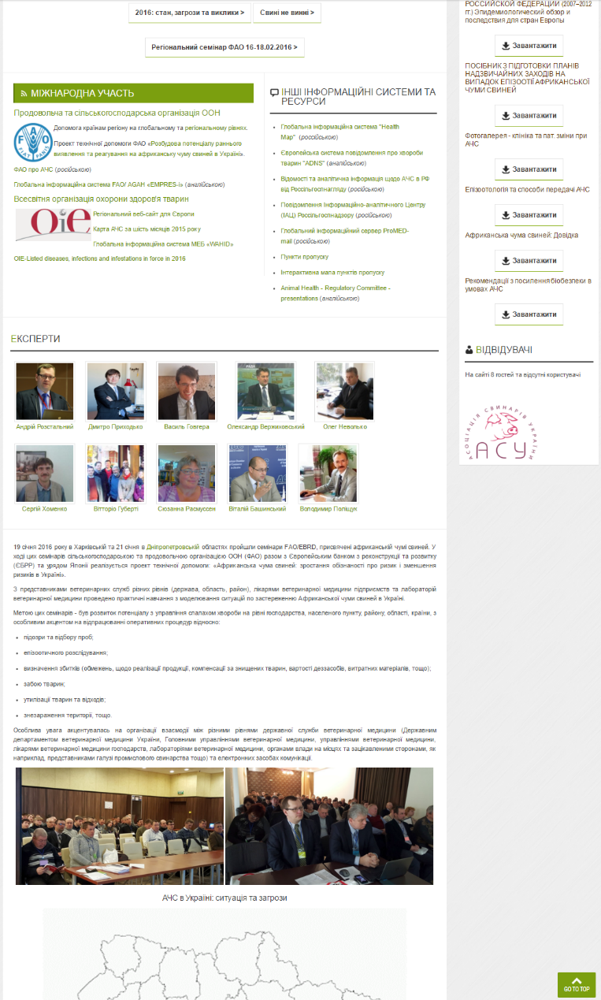 2016: стан, загрози та виклики >
Свині не винні >
Регіональний семінар ФАО 16-18.02.2016 >
МІЖНАРОДНА УЧАСТЬ
Продовольча та сільськогосподарська організація ООН
FAO
FIAT PANIS
Допомога країнам регіону на глобальному та регіональному рівнях.
Проект технічної допомоги ФАО «Розбудова потенціалу раннього
виявлення та реагування на африканську чуму свиней в Україні».
ФАО про АЧС (російською)
Глобальна інформаційна система FAO/ AGAH «EMPRES-i» (англійською)
Всесвітня організація охорони здоров'я тварин
OiE
Регіональний веб-сайт для Європи
Карта АЧС за шість місяців 2015 року
Глобальна інформаційна система МЕБ «WAHID»
OIE-Listed diseases, infections and infestations in force in 2016
ІНШІ ІНФОРМАЦІЙНІ СИСТЕМИ ТА
РЕСУРСИ
Глобальна інформаційна система "Health
Map" (россійською)
Європейська система повідомлення про хвороби
тварин "ADNS" (англійською)
Відомості та аналітична інформація щодо АЧС в РФ
від Россільгоспнагляду (російською)
Повідомлення Інформаційно-аналітичного Центру
(ІАЦ) Россільгоспнадзору (російською)
Глобальний інформаційний сервер ProMED-
mail (російською)
Пункти пропуску
Інтерактивна мапа пунктів пропуску
Animal Health - Regulatory Committee -
presentations (англійською)
ЕКСПЕРТИ
Андрій Розстальний
Дмитро Приходько
Василь Говгера
Олександр Вержиховський
Олег Неволько
Сергій Хоменко
Вітторіо Губерті
Сюзанна Расмуссен
Віталій Башинський
Володимир Поліщук
19 січня 2016 року в Харківській та 21 січня в Дніпропетровській областях пройшли семінари FAO/EBRD, присвячені африканській чумі свиней. У
ході цих семінарів сільськогосподарською та продовольчою організацією ООН (ФАО) разом з Європейським банком з реконструкції та розвитку
(ЄБРР) та урядом Японії реалізується проект технічної допомоги: «Африканська чума свиней: зростання обізнаності про ризик і зменшення
ризиків в Україні».
З представниками ветеринарних служб різних рівнів (держава, область, район), лікарями ветеринарної медицини підприємств та лабораторій
ветеринарної медицини проведено практичні навчання з моделювання ситуацій по застереженню Африканської чуми свиней в Україні.
Метою цих семінарів - був розвиток потенціалу з управління спалахом хвороби на рівні господарства, населеного пункту, району, області, країни, з
особливим акцентом на відпрацюванні оперативних процедур відносно:
підозри та відбору проб;
епізоотичного розслідування;
визначення збитків (обмежень, щодо реалізації продукції, компенсації за знищених тварин, вартості деззасобів, витратних матеріалів, тощо);
забою тварин;
утилізації тварин та відходів;
знезараження території, тощо.
Особлива увага акцентувалась на організації взаємодії між різними рівнями державної служби ветеринарної медицини (Державним
департаментом ветеринарної медицини України, Головними управліннями ветеринарної медицини, управліннями ветеринарної медицини,
лікарями ветеринарної медицини господарств, лабораторіями ветеринарної медицини, органами влади на місцях та зацікавленими сторонами, як
наприклад, представниками галузі промислового свинарства тощо) та електронних засобах комунікації.
АЧС в Україні: ситуація та загрози
РОССИЙСКОЙ ФЕДЕРАЦИИ (2007–2012
гг.) Эпидемиологический обзор и
последствия для стран Европы
Завантажити
ПОСІБНИК З ПІДГОТОВКИ ПЛАНІВ
НАДЗВИЧАЙНИХ ЗАХОДІВ НА
ВИПАДОК ЕПІЗООТІЇ АФРИКАНСЬКОЇ
ЧУМИ СВИНЕЙ
Завантажити
Фотогалерея - клініка та пат. зміни при
АЧС
Завантажити
Епізоотологія та способи передачі АЧС
Завантажити
Африканська чума свиней: Довідка
Завантажити
Рекомендації з посилення біобезпеки в
умовах АЧС
Завантажити
ВІДВІДУВАЧІ
На сайті 8 гостей та відсутні користувачі
АСОЦІАЦІЯ СВИНАРІВ УКРАЇНИ
АСУ
GO TO TOP